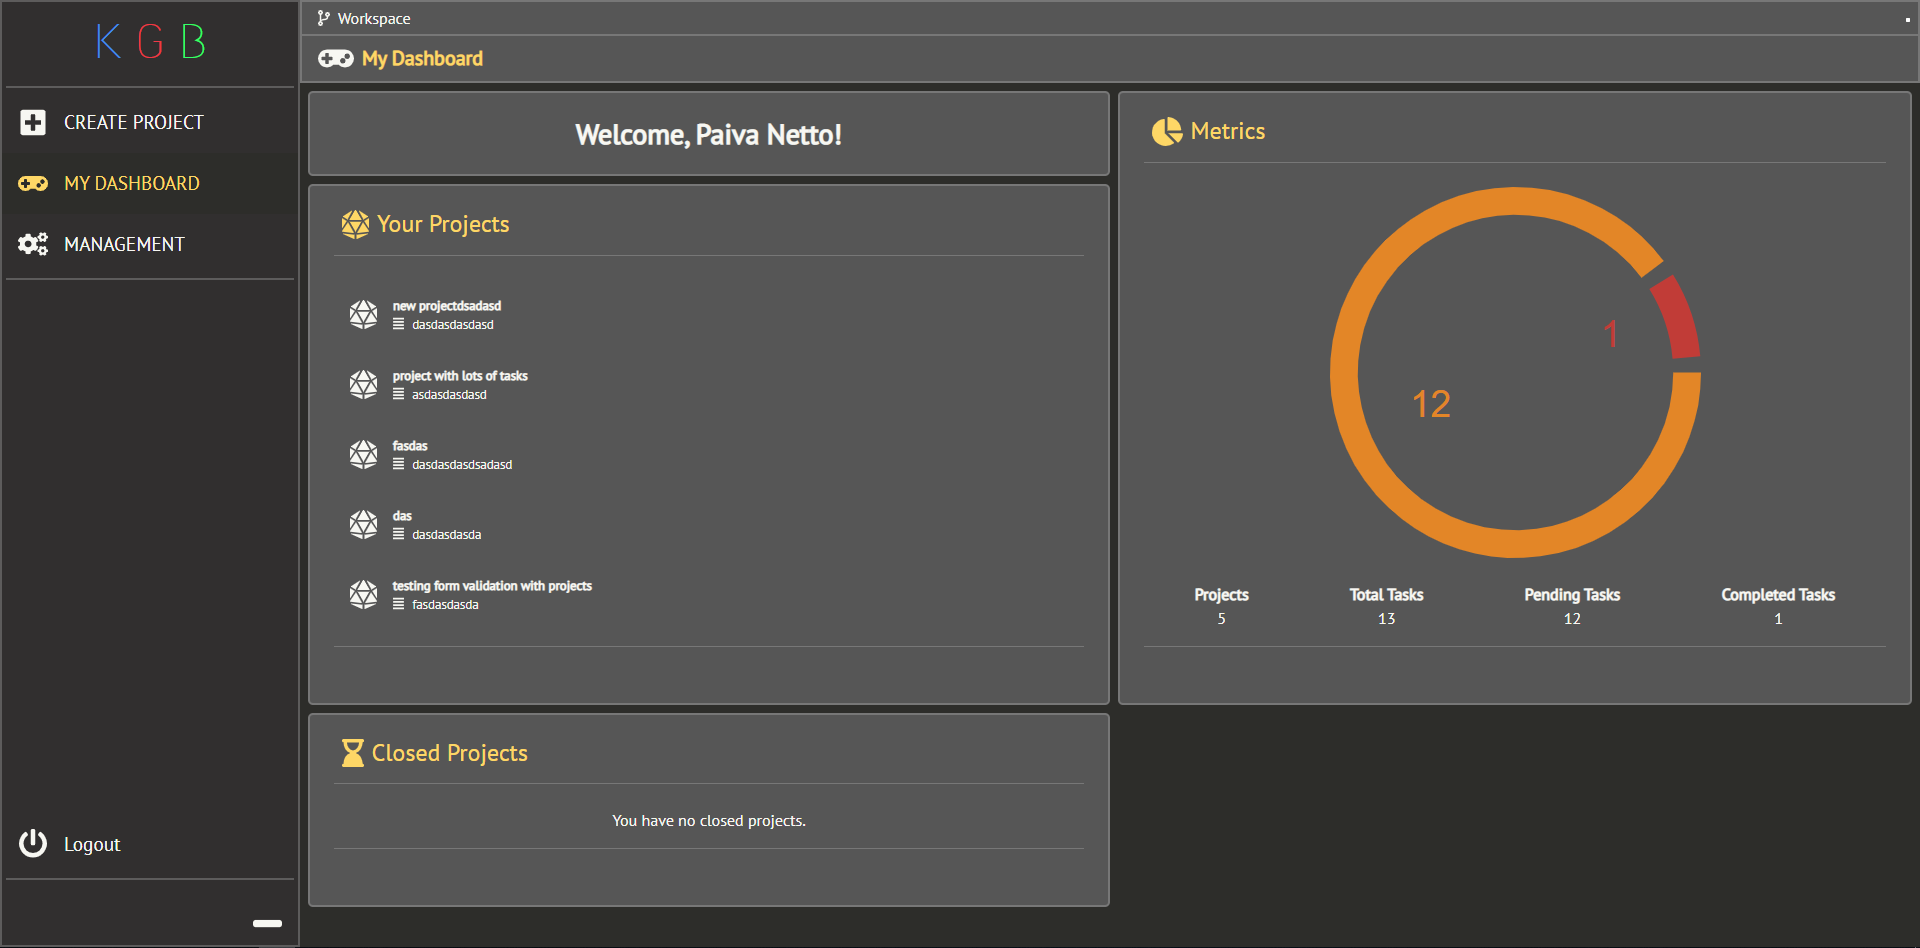 K G B
CREATE PROJECT
MY DASHBOARD
MANAGEMENT
Logout
Workspace
My Dashboard
Welcome, Paiva Netto!
Your Projects
new projectdsadasd
dasdasdasdasd
project with lots of tasks
asdasdasdasd
fasdas
dasdasdasdsadasd
das
dasdasdasda
testing form validation with projects
fasdasdasda
Closed Projects
You have no closed projects.
Metrics
1
12
Projects Total Tasks Pending Tasks Completed Tasks
5 13 12 1